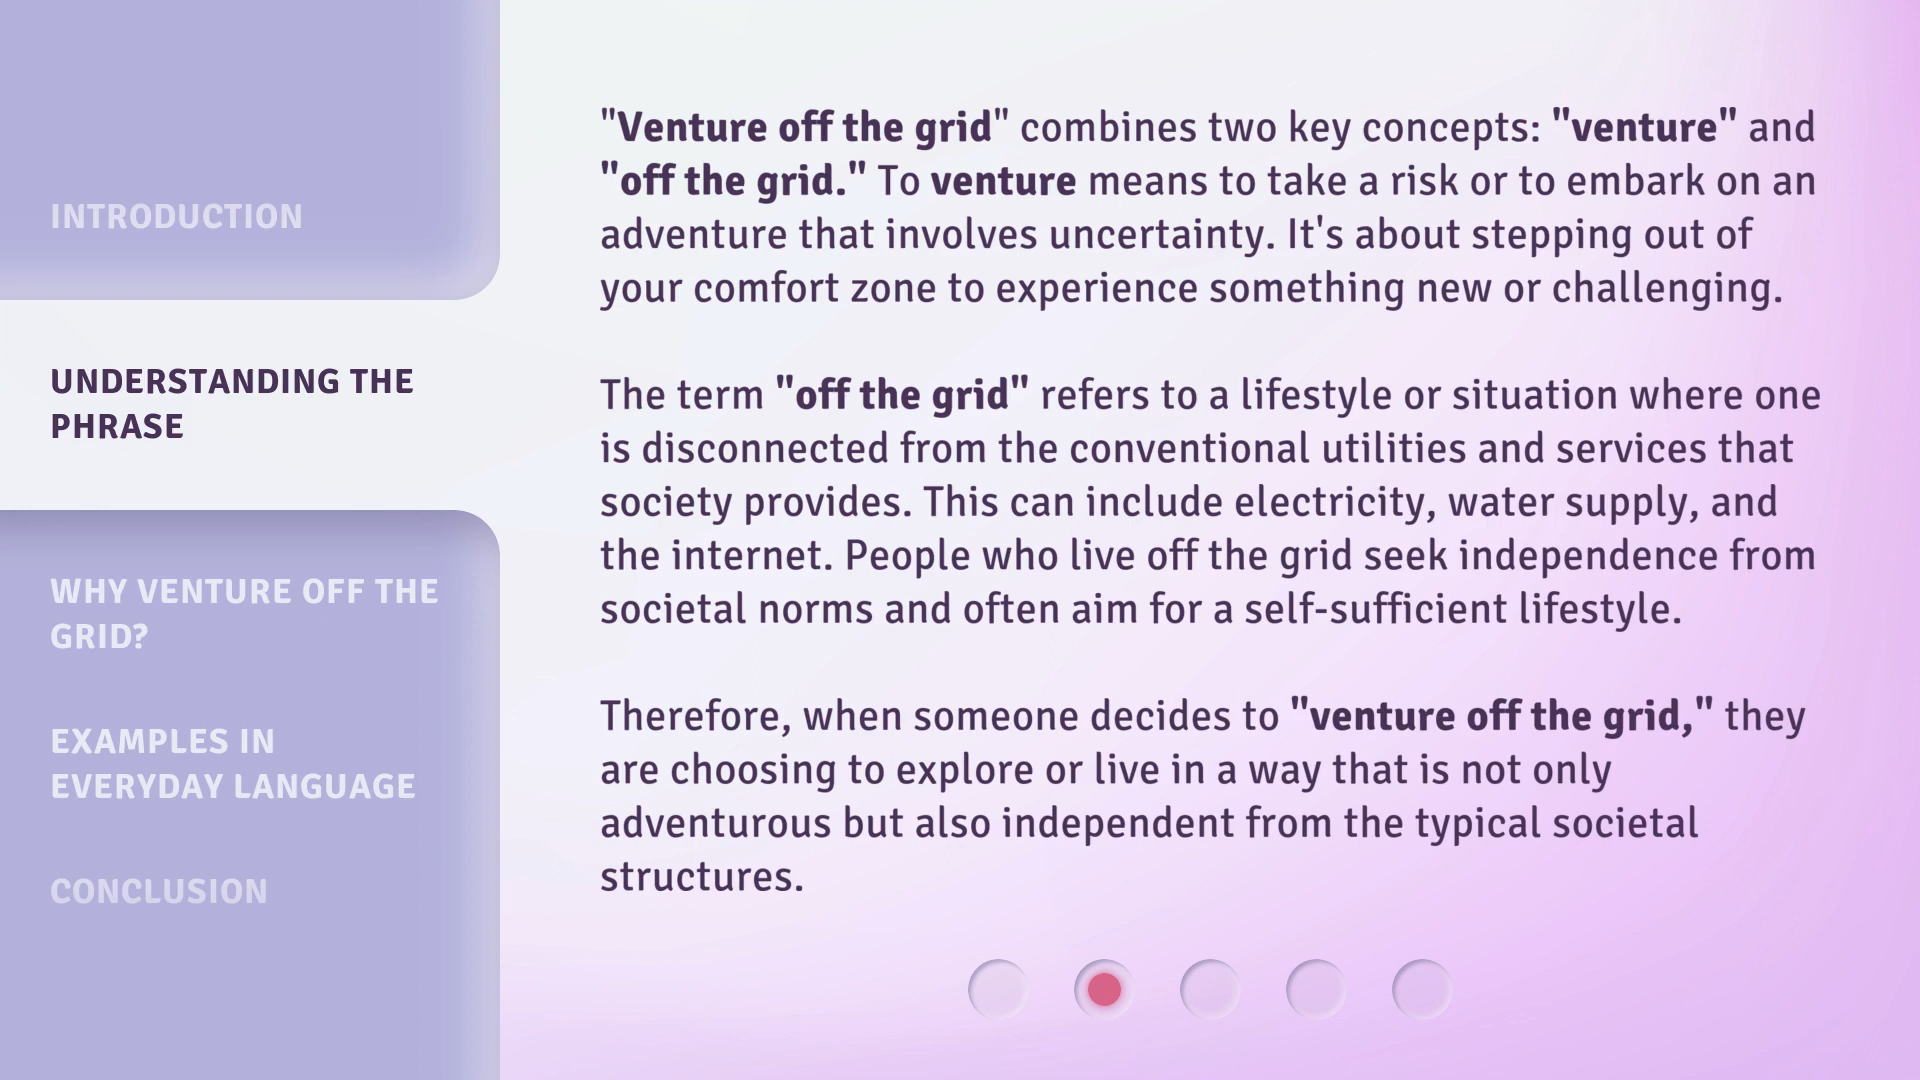 INTRODUCTION
UNDERSTANDING THE
PHRASE
WHY VENTURE OFF THE
GRID?
EXAMPLES IN
EVERYDAY LANGUAGE
CONCLUSION
"Venture off the grid" combines two key concepts: "venture" and
"off the grid." To venture means to take a risk or to embark on an
adventure that involves uncertainty. It's about stepping out of
your comfort zone to experience something new or challenging.
The term "off the grid" refers to a lifestyle or situation where one
is disconnected from the conventional utilities and services that
society provides. This can include electricity, water supply, and
the internet. People who live off the grid seek independence from
societal norms and often aim for a self-sufficient lifestyle.
Therefore, when someone decides to "venture off the grid," they
are choosing to explore or live in a way that is not only
adventurous but also independent from the typical societal
structures.